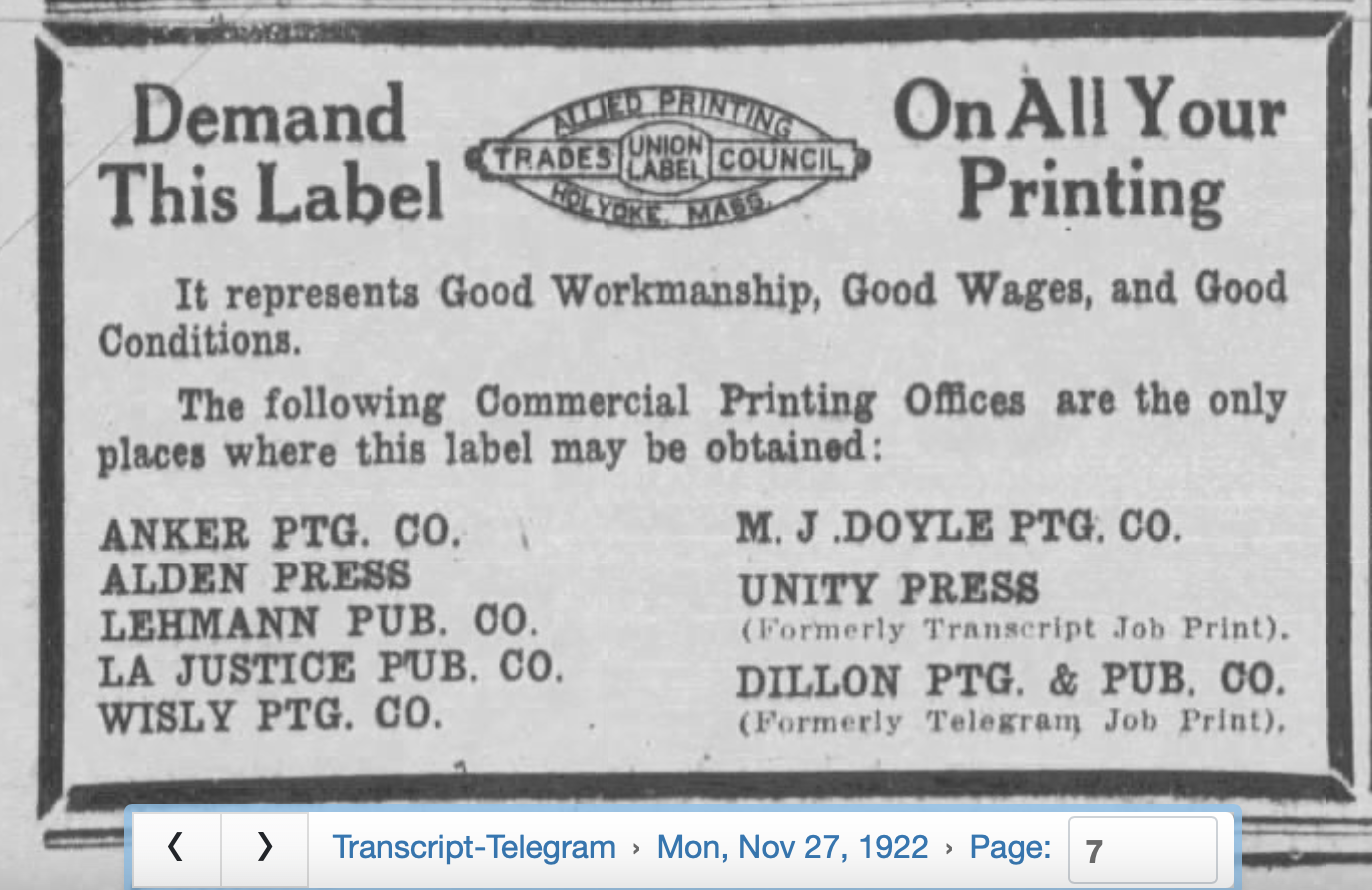 Demand
This Label
ALLIED PRINTING
TRADES UNION LABEL COUNCIL
HOLYOKE, MASS.
On All Your
Printing
It represents Good Workmanship, Good Wages, and Good
Conditions.
The following Commercial Printing Offices are the only
places where this label may be obtained:
ANKER PTG. CO.
ALDEN PRESS
LEHMANN PUB. CO.
LA JUSTICE PUB. CO.
WISLY PTG. CO.
M. J .DOYLE PTG. CO.
UNITY PRESS
(Formerly Transcript Job Print).
DILLON PTG. & PUB. CO.
(Formerly Telegram Job Print).
❮ ❯ Transcript-Telegram › Mon, Nov 27, 1922 › Page: 7